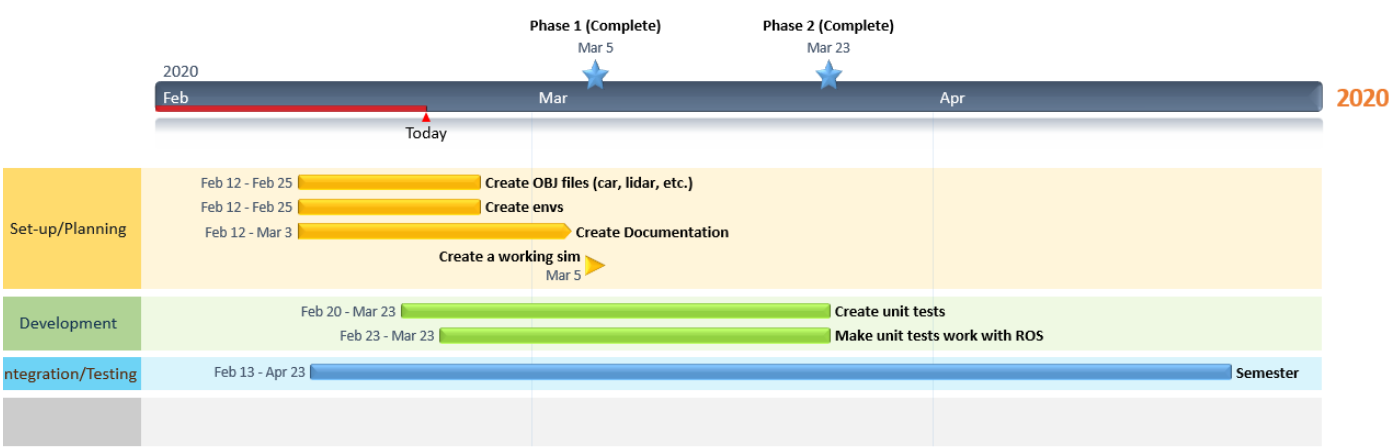 Phase 1 (Complete)
Mar 5
Phase 2 (Complete)
Mar 23
2020
Feb
Mar
Apr
2020
Today
Set-up/Planning
Feb 12 - Feb 25
Create OBJ files (car, lidar, etc.)
Feb 12 - Feb 25
Create envs
Feb 12 - Mar 3
Create Documentation
Create a working sim
Mar 5
Development
Feb 20 - Mar 23
Create unit tests
Feb 23 - Mar 23
Make unit tests work with ROS
ntegration/Testing
Feb 13 - Apr 23
Semester